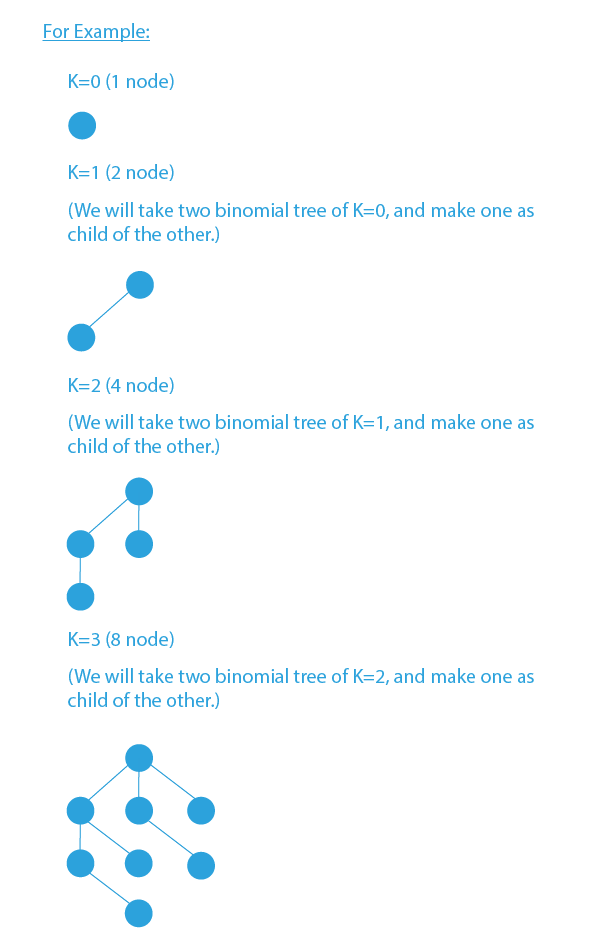 For Example:
K=0 (1 node)
K=1 (2 node)
(We will take two binomial tree of K=0, and make one as
child of the other.)
K=2 (4 node)
(We will take two binomial tree of K=1, and make one as
child of the other.)
K=3 (8 node)
(We will take two binomial tree of K=2, and make one as
child of the other.)